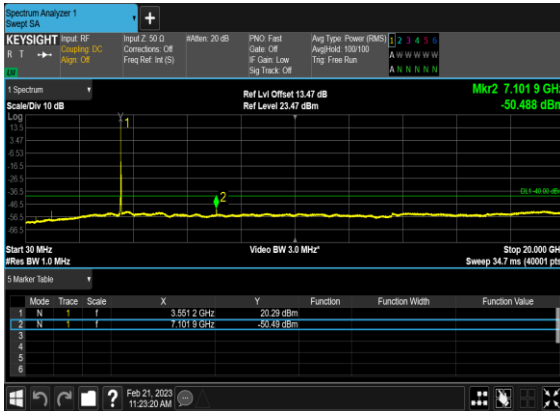 Spectrum Analyzer 1
Swept SA
+
KEYSIGHT Input: RF Input Z: 50 Ω #Atten: 20 dB PNO: Fast Avg Type: Power (RMS) 1 2 3 4 5 6
R T Coupling: DC Corrections: Off Gate: Off Avg|Hold: 100/100 A W W W W W
Align: Off Freq Ref: Int (S) IF Gain: Low Trig: Free Run
Sig Track: Off A N N N N N
1 Spectrum Mkr2 7.101 9 GHz
Ref Lvl Offset 13.47 dB
Scale/Div 10 dB Ref Level 23.47 dBm -50.488 dBm
Log
13.5
3.47
-6.53
-16.5
-26.5
-36.5
-46.5
-56.5
-66.5
1
2
DL1 -40.00 dBm
Start 30 MHz Video BW 3.0 MHz* Stop 20.000 GHz
#Res BW 1.0 MHz Sweep 34.7 ms (40001 pts)
5 Marker Table
Mode Trace Scale X Y Function Function Width Function Value
1 N 1 f 3.551 2 GHz 20.29 dBm
2 N 1 f 7.101 9 GHz -50.49 dBm
3
4
5
6
? Feb 21, 2023
11:23:20 AM